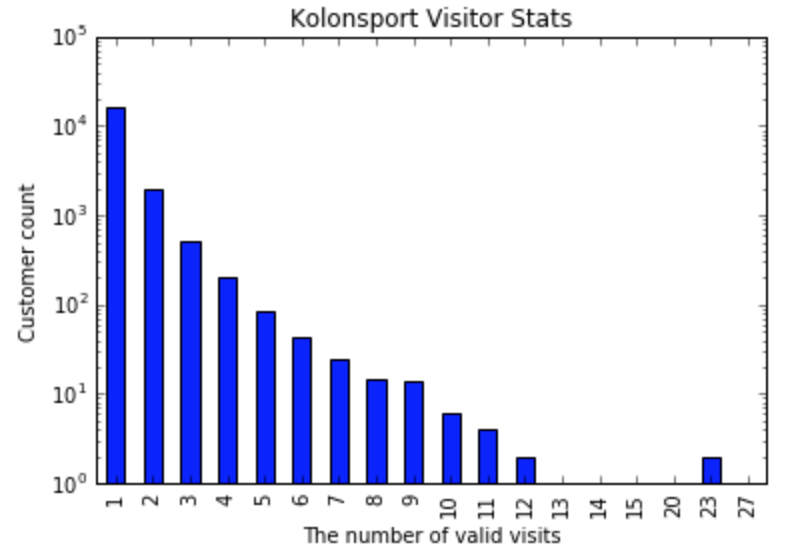 Kolonsport Visitor Stats
10^5
10^4
10^3
10^2
10^1
10^0
Customer count
1 2 3 4 5 6 7 8 9 10 11 12 13 14 15 20 23 27
The number of valid visits